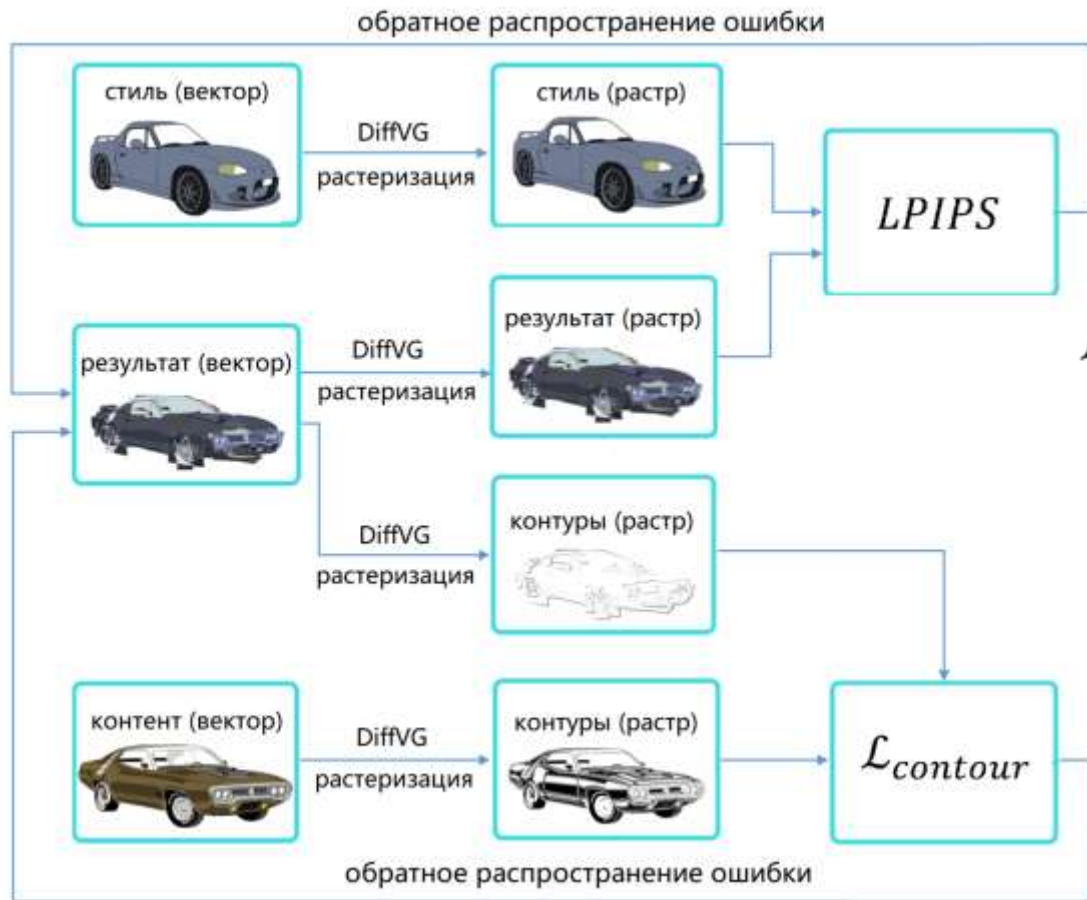 обратное распространение ошибки
стиль (вектор)
DiffVG
растеризация
стиль (растр)
LPIPS
результат (вектор)
DiffVG
растеризация
результат (растр)
DiffVG
растеризация
контуры (растр)
контент (вектор)
DiffVG
растеризация
контуры (растр)
ℒcontour
обратное распространение ошибки